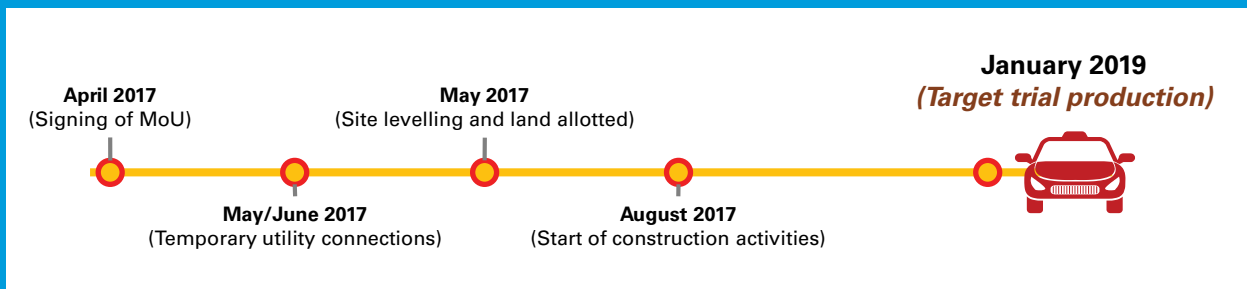 April 2017
(Signing of MoU)
May/June 2017
(Temporary utility connections)
May 2017
(Site levelling and land allotted)
August 2017
(Start of construction activities)
January 2019
(Target trial production)